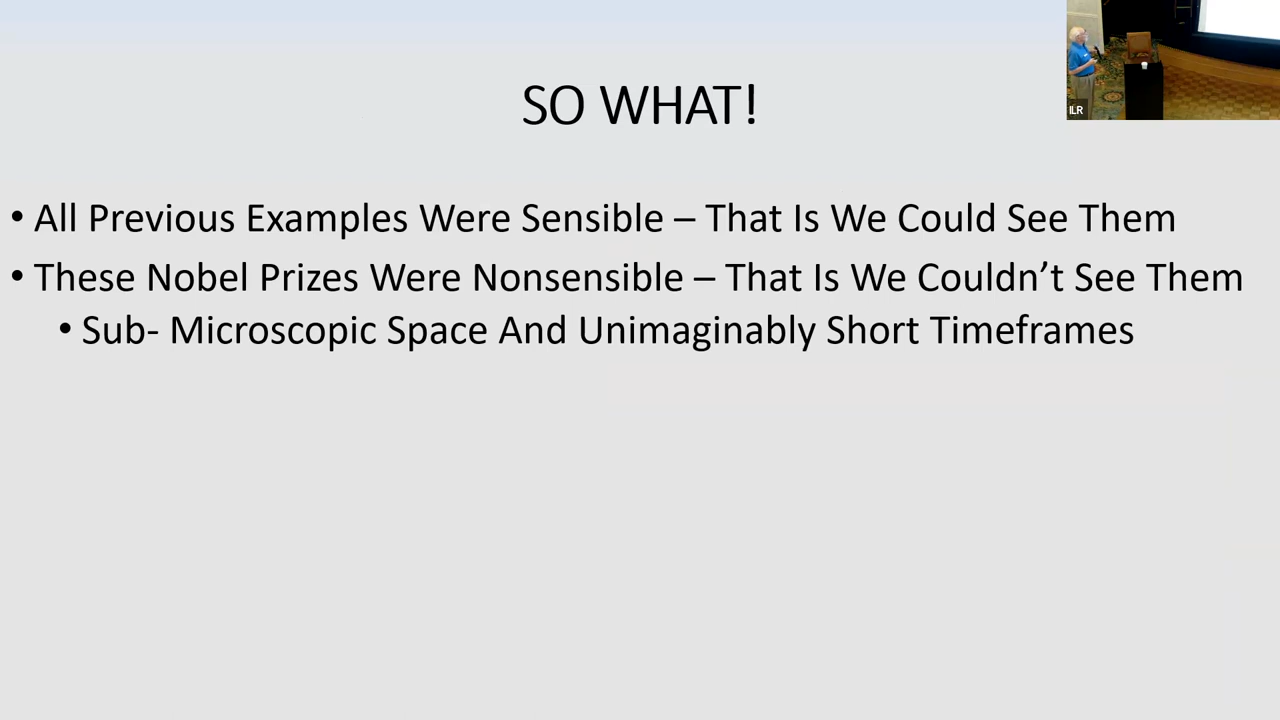 SO WHAT!
• All Previous Examples Were Sensible – That Is We Could See Them
• These Nobel Prizes Were Nonsensible – That Is We Couldn’t See Them
• Sub- Microscopic Space And Unimaginably Short Timeframes
ILR